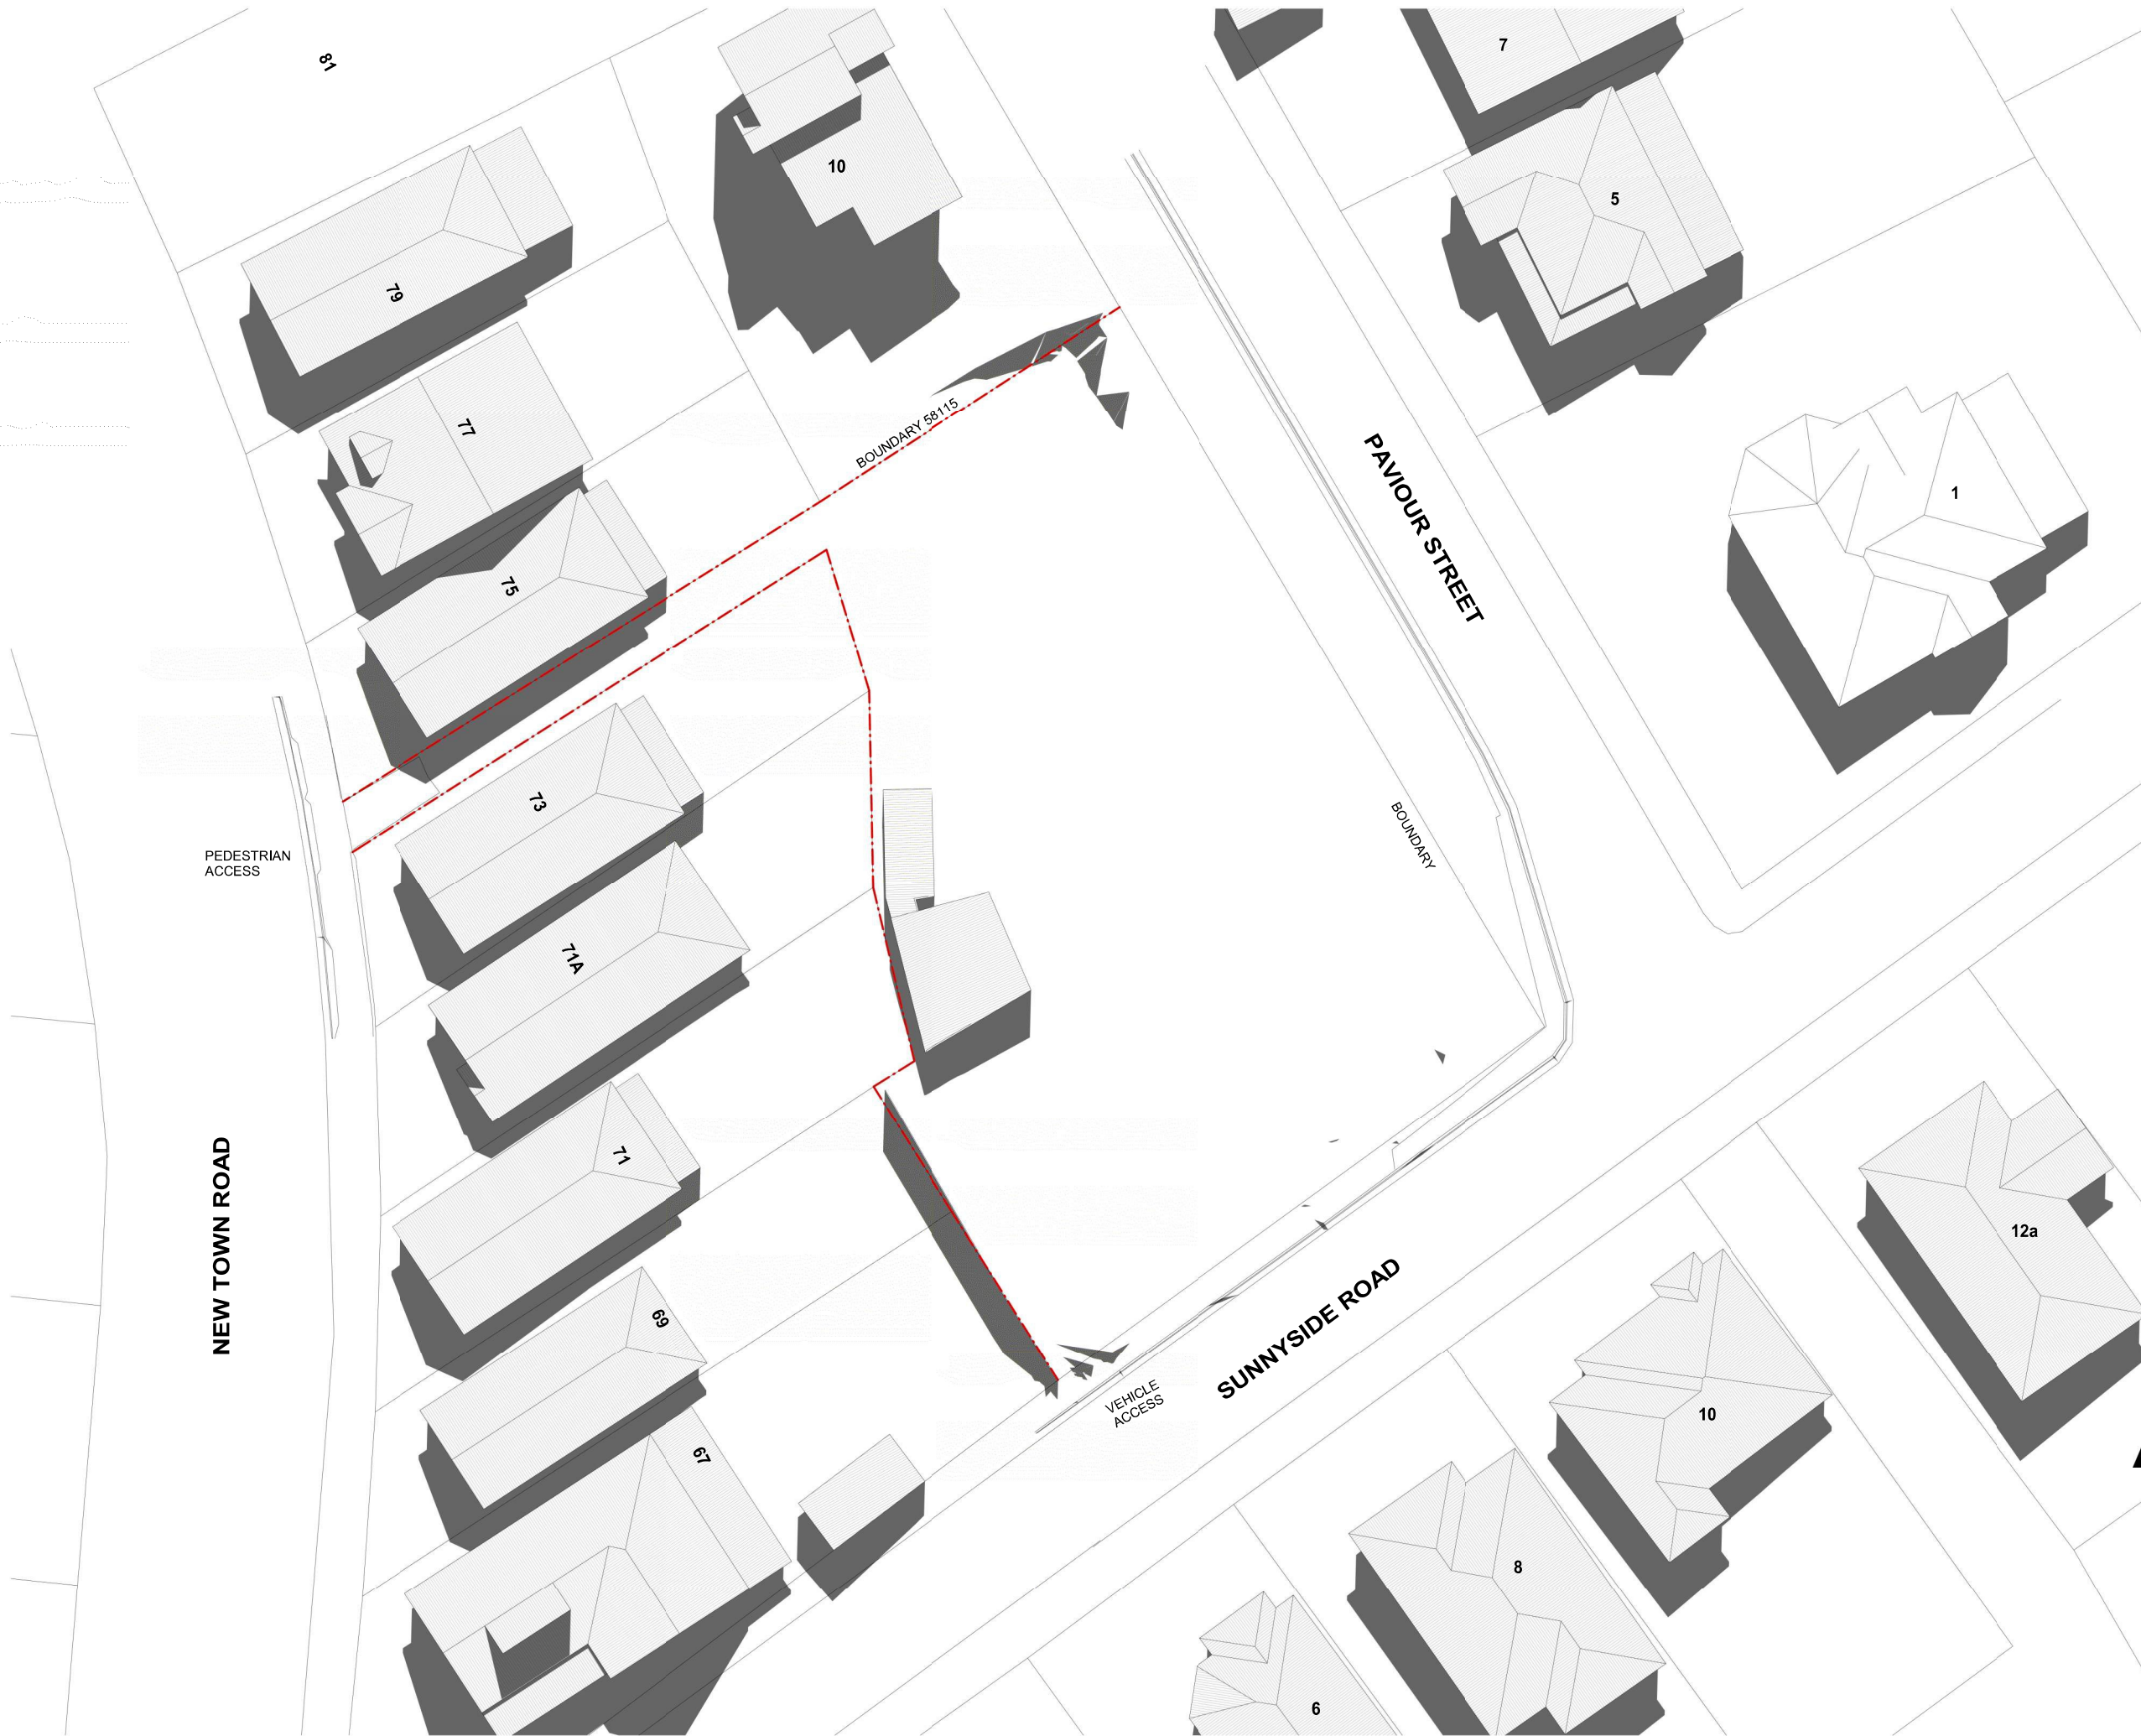 81
7
10
5
79
77
BOUNDARY 58115
PAVIOUR STREET
1
75
73
BOUNDARY
PEDESTRIAN
ACCESS
71A
71
NEW TOWN ROAD
12a
SUNNYSIDE ROAD
69
VEHICLE
ACCESS
10
67
8
6